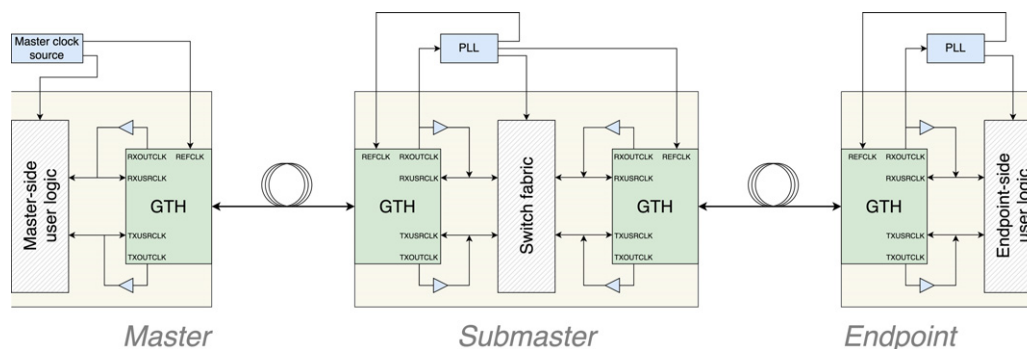 Master clock
source
PLL
PLL
Master-side
user logic
RXOUTCLK
REFCLK
RXUSRCLK
GTH
TXUSRCLK
TXOUTCLK
REFCLK
RXOUTCLK
RXUSRCLK
GTH
TXUSRCLK
TXOUTCLK
Switch fabric
RXOUTCLK
REFCLK
RXUSRCLK
GTH
TXUSRCLK
TXOUTCLK
REFCLK
RXOUTCLK
RXUSRCLK
GTH
TXUSRCLK
TXOUTCLK
Endpoint-side
user logic
Master
Submaster
Endpoint